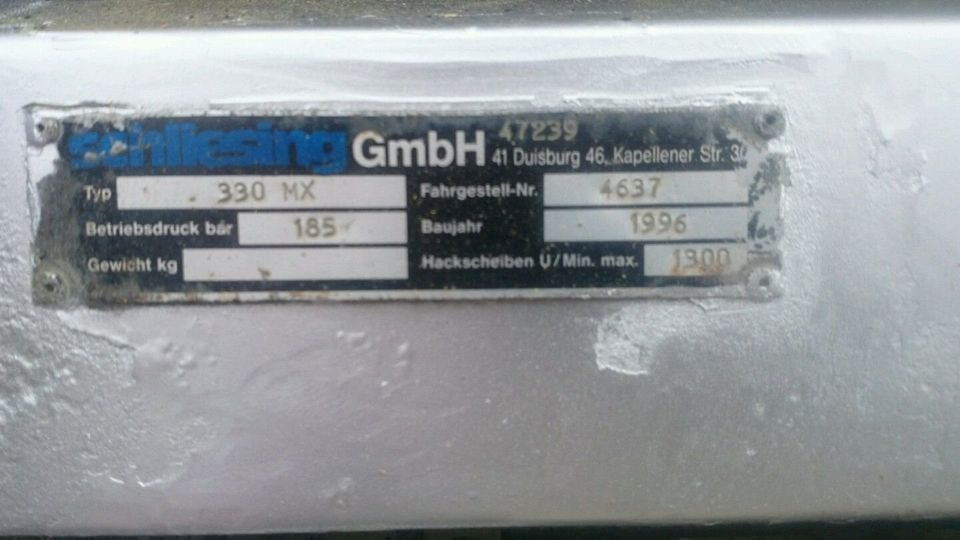 schliesing GmbH 47239
41 Duisburg 46, Kapellener Str.
Typ 330 MX Fahrgestell-Nr. 4637
Betriebsdruck bar 185 Baujahr 1996
Gewicht kg Hackscheiben U/Min. max. 1300